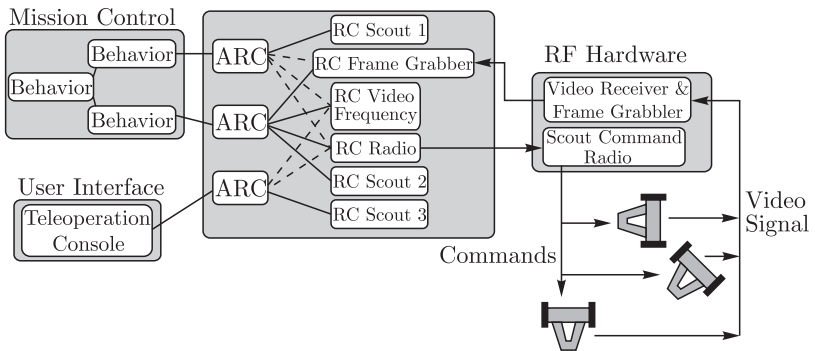 Mission Control
Behavior
Behavior
Behavior
User Interface
Teleoperation
Console
ARC
ARC
ARC
RC Scout 1
RC Frame Grabber
RC Video
Frequency
RC Radio
RC Scout 2
RC Scout 3
RF Hardware
Video Receiver &
Frame Grabbler
Scout Command
Radio
Commands
Video
Signal